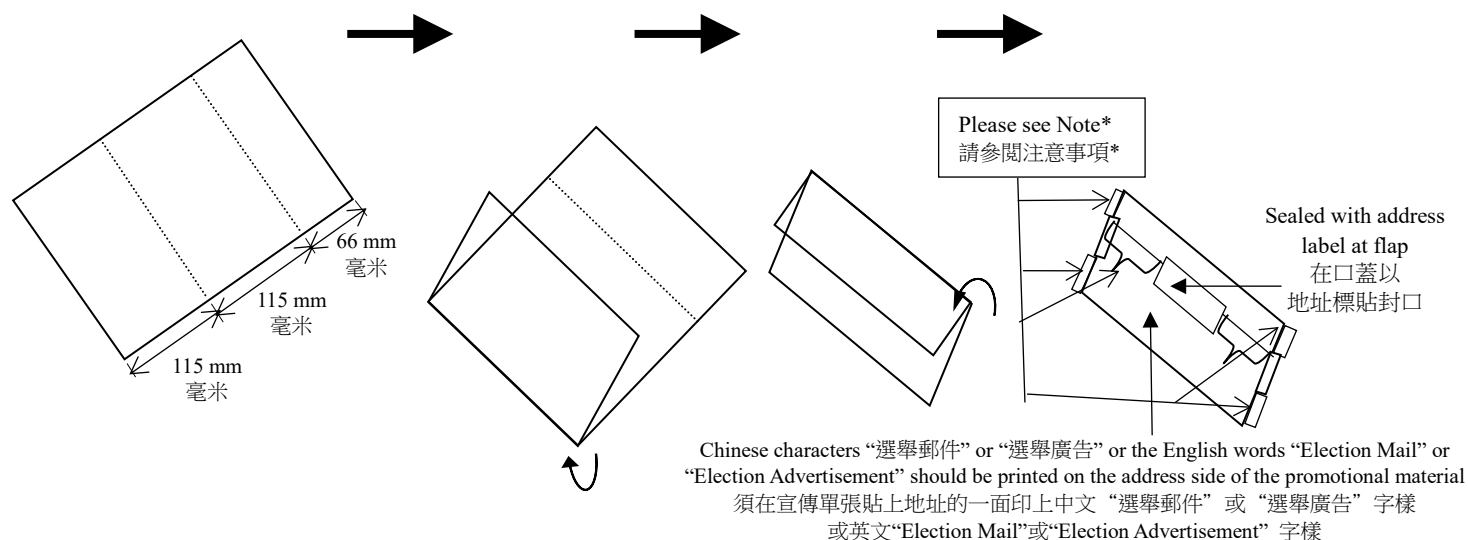 66 mm
毫米
115 mm
毫米
115 mm
毫米
Please see Note*
請參閱注意事項*
Sealed with address
label at flap
在口蓋以
地址標貼封口
Chinese characters “選舉郵件” or “選舉廣告” or the English words “Election Mail” or
“Election Advertisement” should be printed on the address side of the promotional material
須在宣傳單張貼上地址的一面印上中文“選舉郵件”或“選舉廣告”字樣
或英文“Election Mail”或“Election Advertisement” 字樣